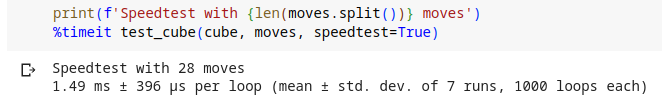 print(f'Speedtest with {len(moves.split())} moves')
%timeit test_cube(cube, moves, speedtest=True)
Speedtest with 28 moves
1.49 ms ± 396 µs per loop (mean ± std. dev. of 7 runs, 1000 loops each)